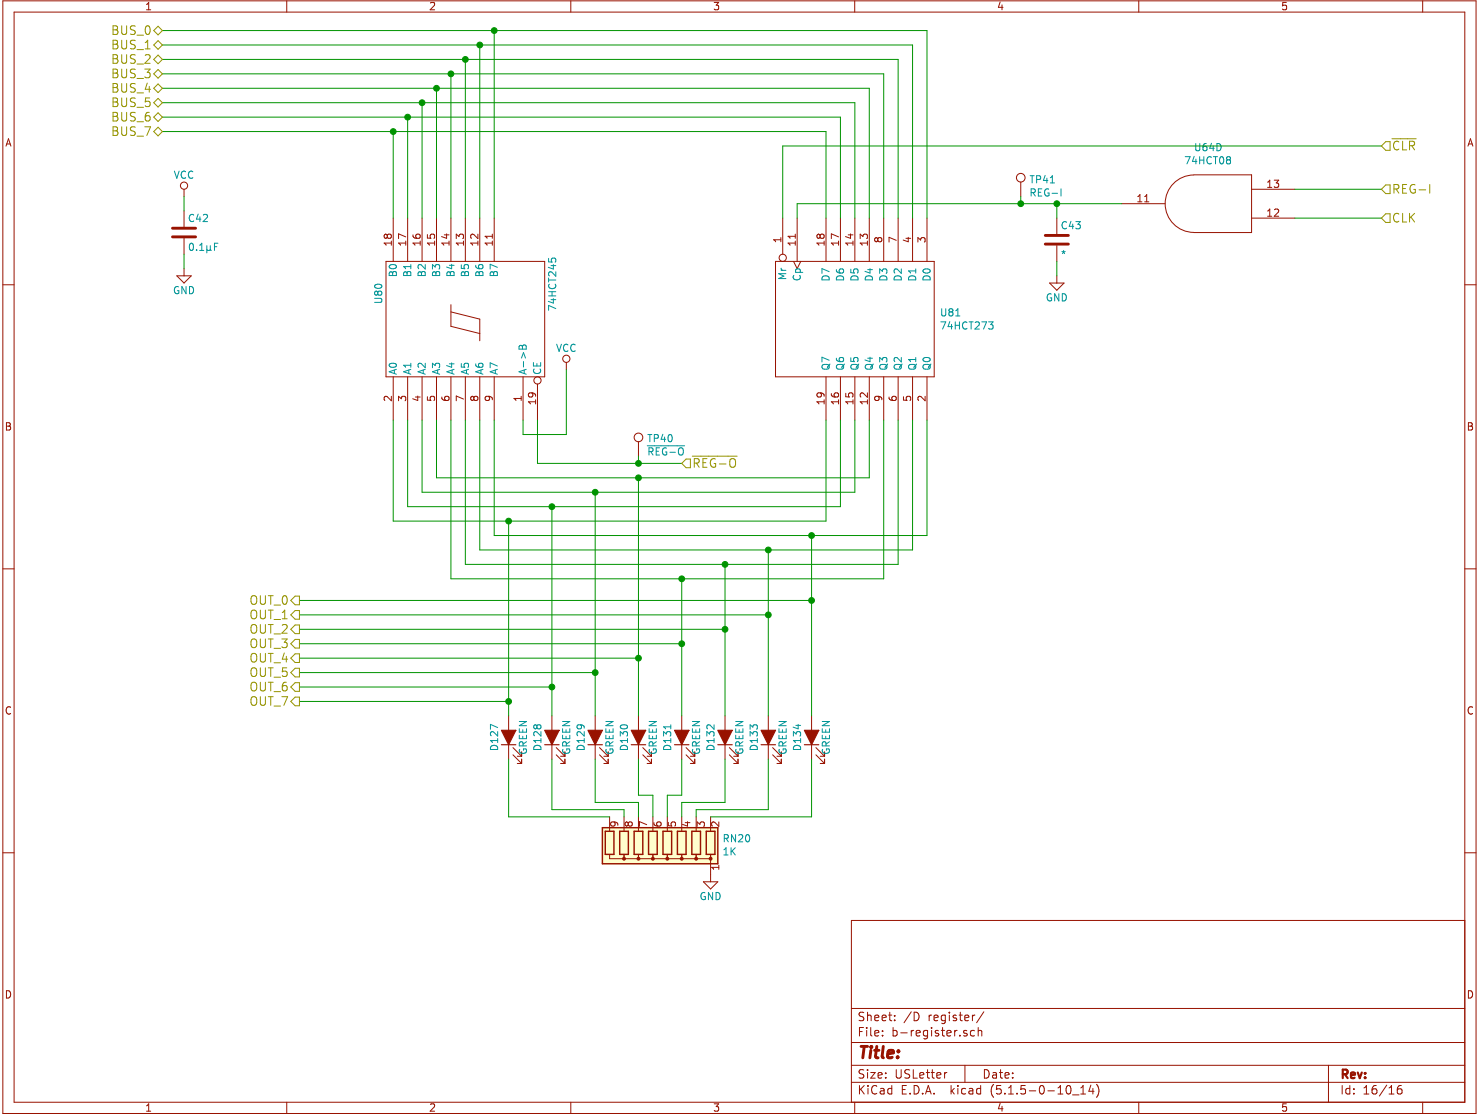 1 2 3 4 5
BUS_0
BUS_1
BUS_2
BUS_3
BUS_4
BUS_5
BUS_6
BUS_7
A A
CLR
U64D
74HCT08
13 REG-I
12 CLK
11
TP41
REG-I
C43
*
GND
VCC
C42
0.1µF
GND
18 17 16 15 14 13 12 11
B0 B1 B2 B3 B4 B5 B6 B7
U80
74HCT245
A0 A1 A2 A3 A4 A5 A6 A7 A->B CE
2 3 4 5 6 7 8 9 1 19
VCC
1 11 18 17 14 13 8 7 4 3
Mr Cp D7 D6 D5 D4 D3 D2 D1 D0
U81
74HCT273
Q7 Q6 Q5 Q4 Q3 Q2 Q1 Q0
19 16 15 12 9 6 5 2
B B
TP40
REG-O
REG-O
OUT_0
OUT_1
OUT_2
OUT_3
OUT_4
OUT_5
OUT_6
OUT_7
C C
D127 GREEN
D128 GREEN
D129 GREEN
D130 GREEN
D131 GREEN
D132 GREEN
D133 GREEN
D134 GREEN
9 8 7 6 5 4 3 2
RN20
1K
1
GND
D D
Sheet: /D register/
File: b-register.sch
Title:
Size: USLetter Date: Rev:
KiCad E.D.A. kicad (5.1.5-0-10_14) Id: 16/16
1 2 3 4 5